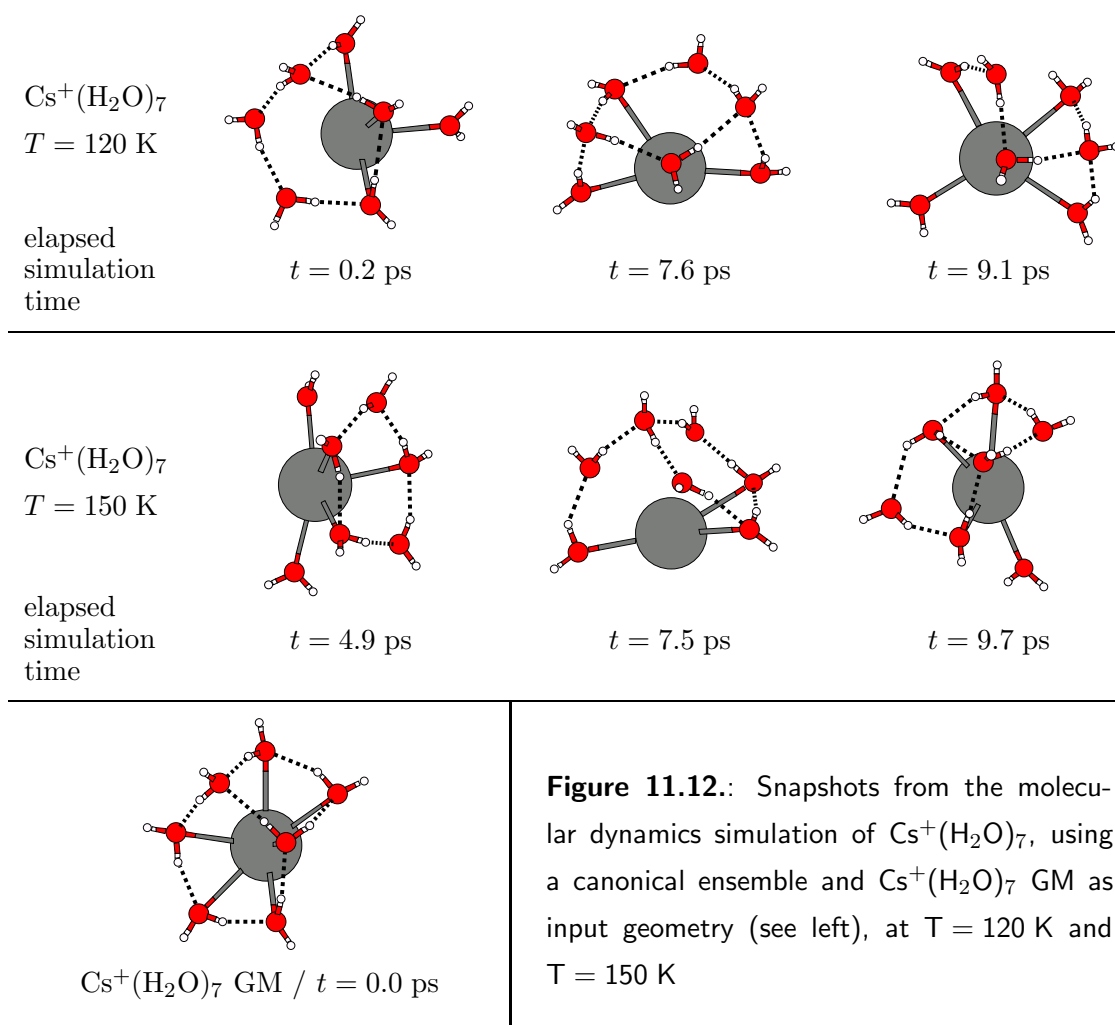 Cs⁺(H₂O)₇
T = 120 K
elapsed
simulation
time
t = 0.2 ps
t = 7.6 ps
t = 9.1 ps
Cs⁺(H₂O)₇
T = 150 K
elapsed
simulation
time
t = 4.9 ps
t = 7.5 ps
t = 9.7 ps
Cs⁺(H₂O)₇ GM / t = 0.0 ps
Figure 11.12.: Snapshots from the molecu-
lar dynamics simulation of Cs⁺(H₂O)₇, using
a canonical ensemble and Cs⁺(H₂O)₇ GM as
input geometry (see left), at T = 120 K and
T = 150 K